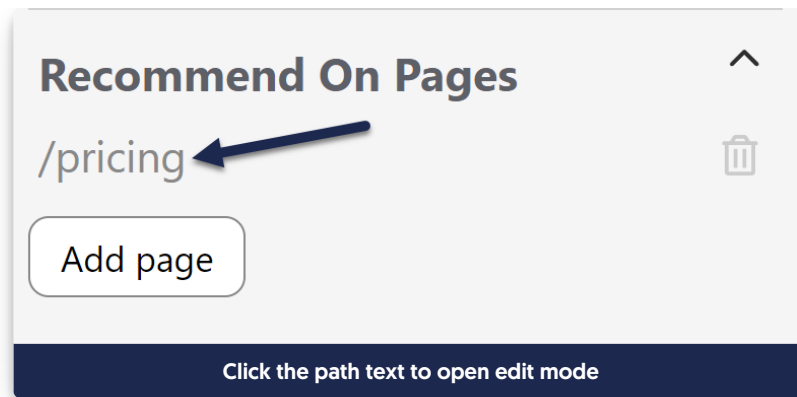 Recommend On Pages
/pricing
Add page
Click the path text to open edit mode